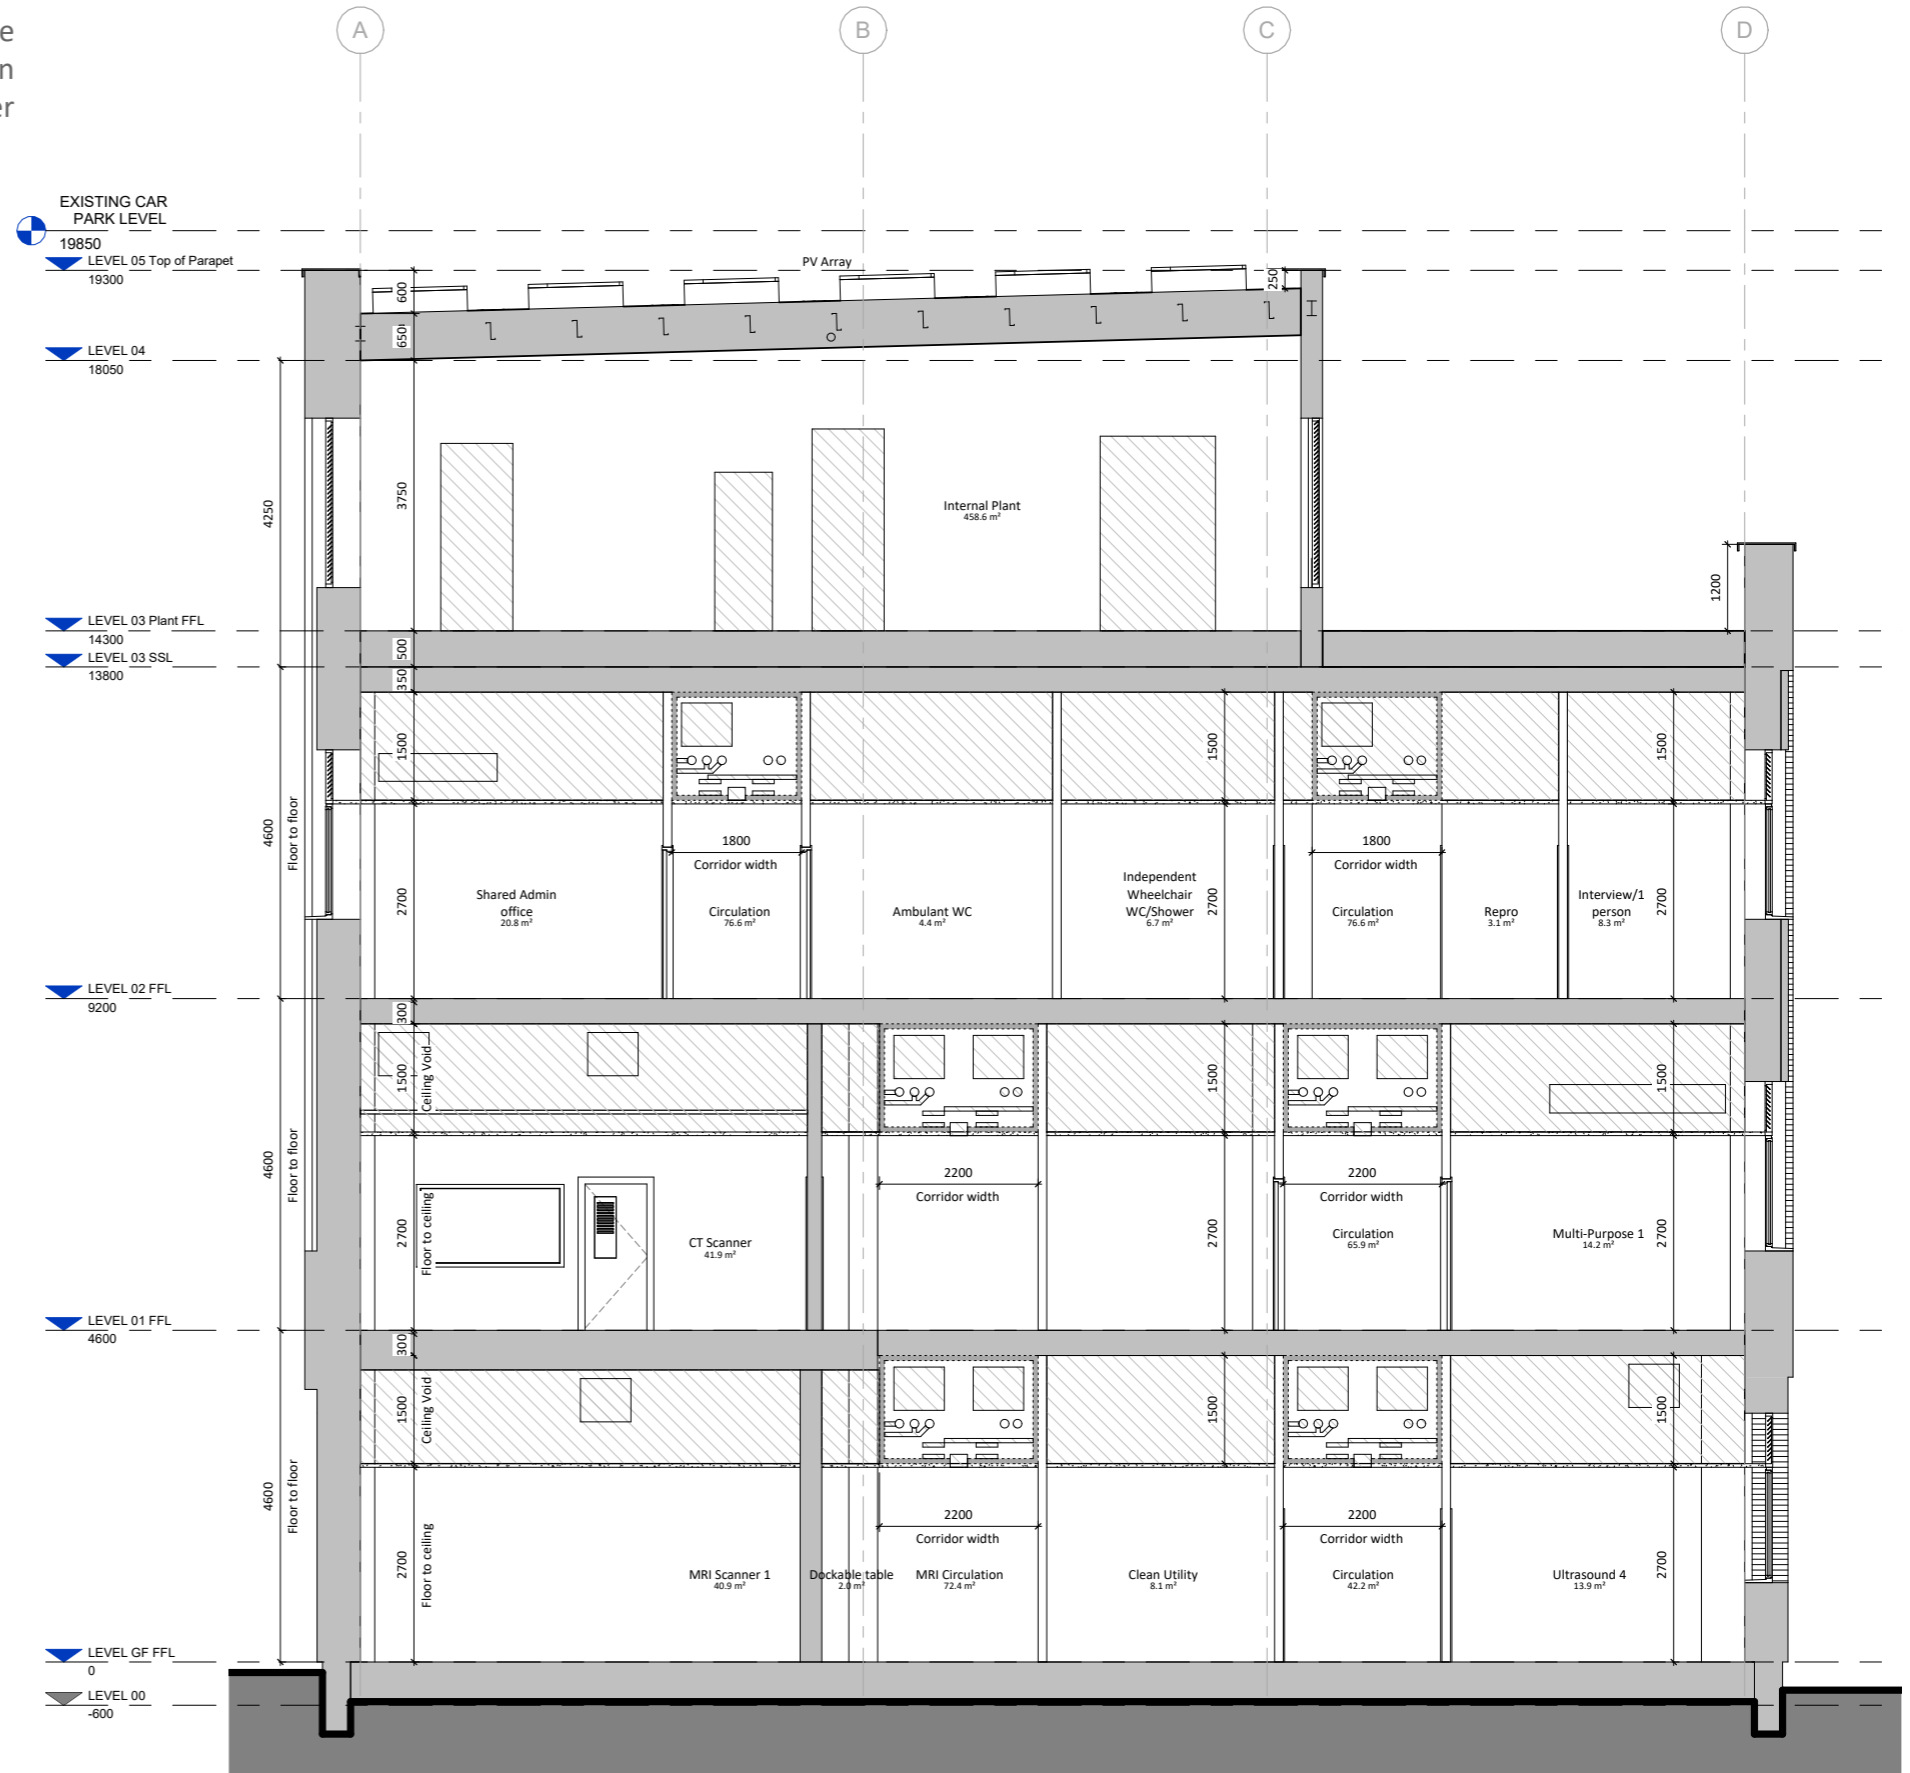 e
n
er
A
B
C
D
EXISTING CAR
PARK LEVEL
19850
LEVEL 05 Top of Parapet
19300
PV Array
600
250
650
LEVEL 04
18050
4250
3750
Internal Plant
458.6 m²
1200
LEVEL 03 Plant FFL
14300
500
LEVEL 03 SSL
13800
350
1500
1500
1500
4600
Floor to floor
1800
Corridor width
1800
Corridor width
2700
Shared Admin
office
20.8 m²
Circulation
76.6 m²
Ambulant WC
4.4 m²
Independent
Wheelchair
WC/Shower
6.7 m²
2700
Circulation
76.6 m²
Repro
3.1 m²
Interview/1
person
8.3 m²
2700
LEVEL 02 FFL
9200
300
1500
Ceiling Void
1500
1500
4600
Floor to floor
2200
Corridor width
2200
Corridor width
2700
Floor to ceiling
CT Scanner
41.9 m²
2700
Circulation
65.9 m²
Multi-Purpose 1
14.2 m²
2700
LEVEL 01 FFL
4600
300
1500
Ceiling Void
1500
1500
4600
Floor to floor
2200
Corridor width
2200
Corridor width
2700
Floor to ceiling
MRI Scanner 1
40.9 m²
Dockable table
2.0 m²
MRI Circulation
72.4 m²
Clean Utility
8.1 m²
Circulation
42.2 m²
Ultrasound 4
13.9 m²
2700
LEVEL GF FFL
0
LEVEL 00
-600